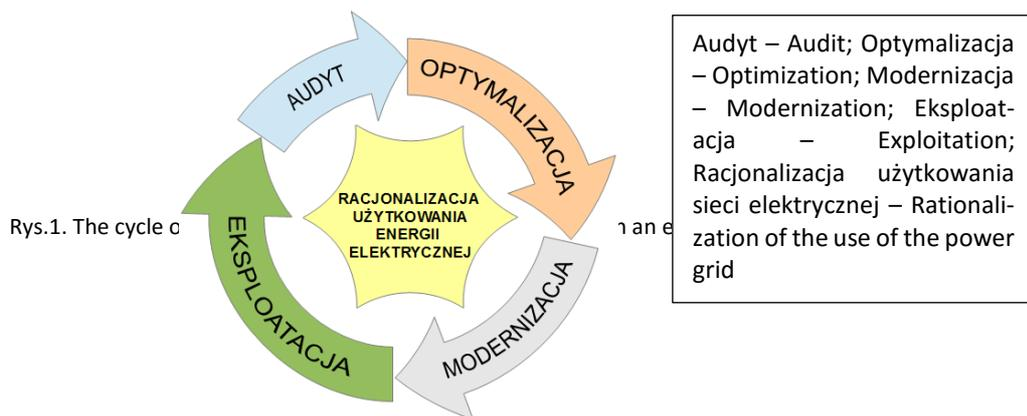 AUDYT
OPTYMALIZACJA
MODERNIZACJA
EKSPLOATACJA
RACJONALIZACJA
UŻYTKOWANIA
ENERGII
ELEKTRYCZNEJ
Rys.1. The cycle
an
Audyt – Audit; Optymalizacja
– Optimization; Modernizacja
– Modernization; Eksploat-
acja – Exploitation;
Racjonalizacja użytkowania
sieci elektrycznej – Rationali-
zation of the use of the power
grid